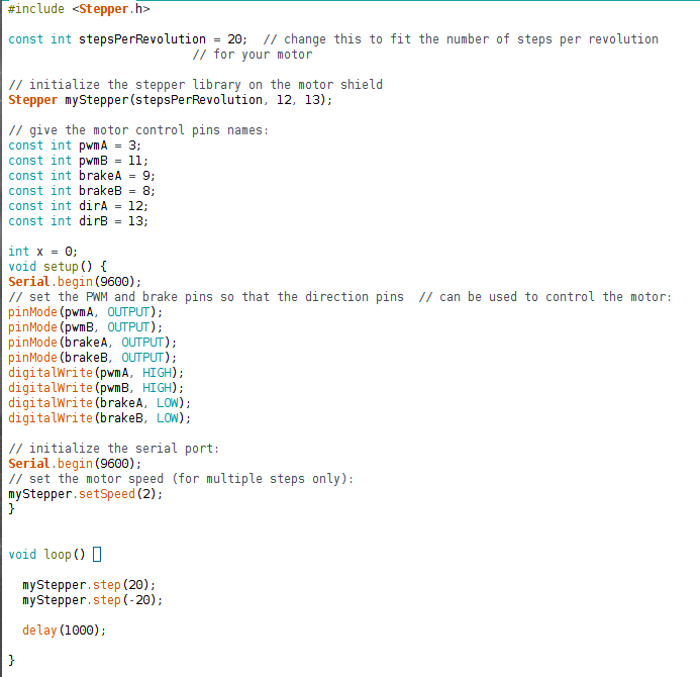 #include <Stepper.h>
const int stepsPerRevolution = 20;  // change this to fit the number of steps per revolution
// for your motor
// initialize the stepper library on the motor shield
Stepper myStepper(stepsPerRevolution, 12, 13);
// give the motor control pins names:
const int pwmA = 3;
const int pwmB = 11;
const int brakeA = 9;
const int brakeB = 8;
const int dirA = 12;
const int dirB = 13;
int x = 0;
void setup() {
Serial.begin(9600);
// set the PWM and brake pins so that the direction pins  // can be used to control the motor:
pinMode(pwmA, OUTPUT);
pinMode(pwmB, OUTPUT);
pinMode(brakeA, OUTPUT);
pinMode(brakeB, OUTPUT);
digitalWrite(pwmA, HIGH);
digitalWrite(pwmB, HIGH);
digitalWrite(brakeA, LOW);
digitalWrite(brakeB, LOW);
// initialize the serial port:
Serial.begin(9600);
// set the motor speed (for multiple steps only):
myStepper.setSpeed(2);
}
void loop() {
myStepper.step(20);
myStepper.step(-20);
delay(1000);
}